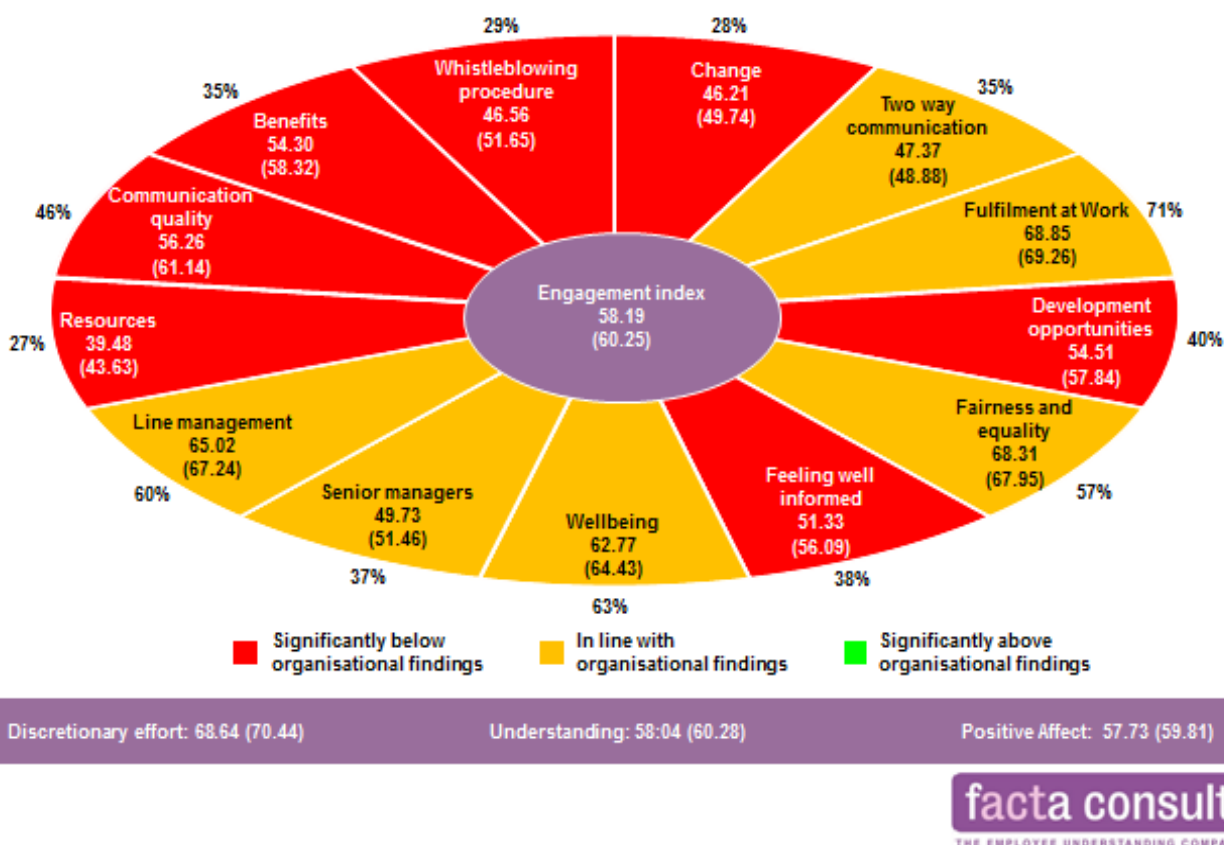 29%
28%
Whistleblowing
procedure
46.56
(51.65)
Change
46.21
(49.74)
35%
Benefits
54.30
(58.32)
Two way
communication
47.37
(48.88)
35%
46%
Communication
quality
56.26
(61.14)
Fulfilment at Work
68.85
(69.26)
71%
Engagement index
58.19
(60.25)
27%
Resources
39.48
(43.63)
Development
opportunities
54.51
(57.84)
40%
Line management
65.02
(67.24)
60%
Fairness and
equality
68.31
(67.95)
57%
Senior managers
49.73
(51.46)
37%
Wellbeing
62.77
(64.43)
63%
Feeling well
informed
51.33
(56.09)
38%
Significantly below
organisational findings
In line with
organisational findings
Significantly above
organisational findings
Discretionary effort: 68.64 (70.44)
Understanding: 58:04 (60.28)
Positive Affect: 57.73 (59.81)
facta consult
THE EMPLOYEE UNDERSTANDING COMPA